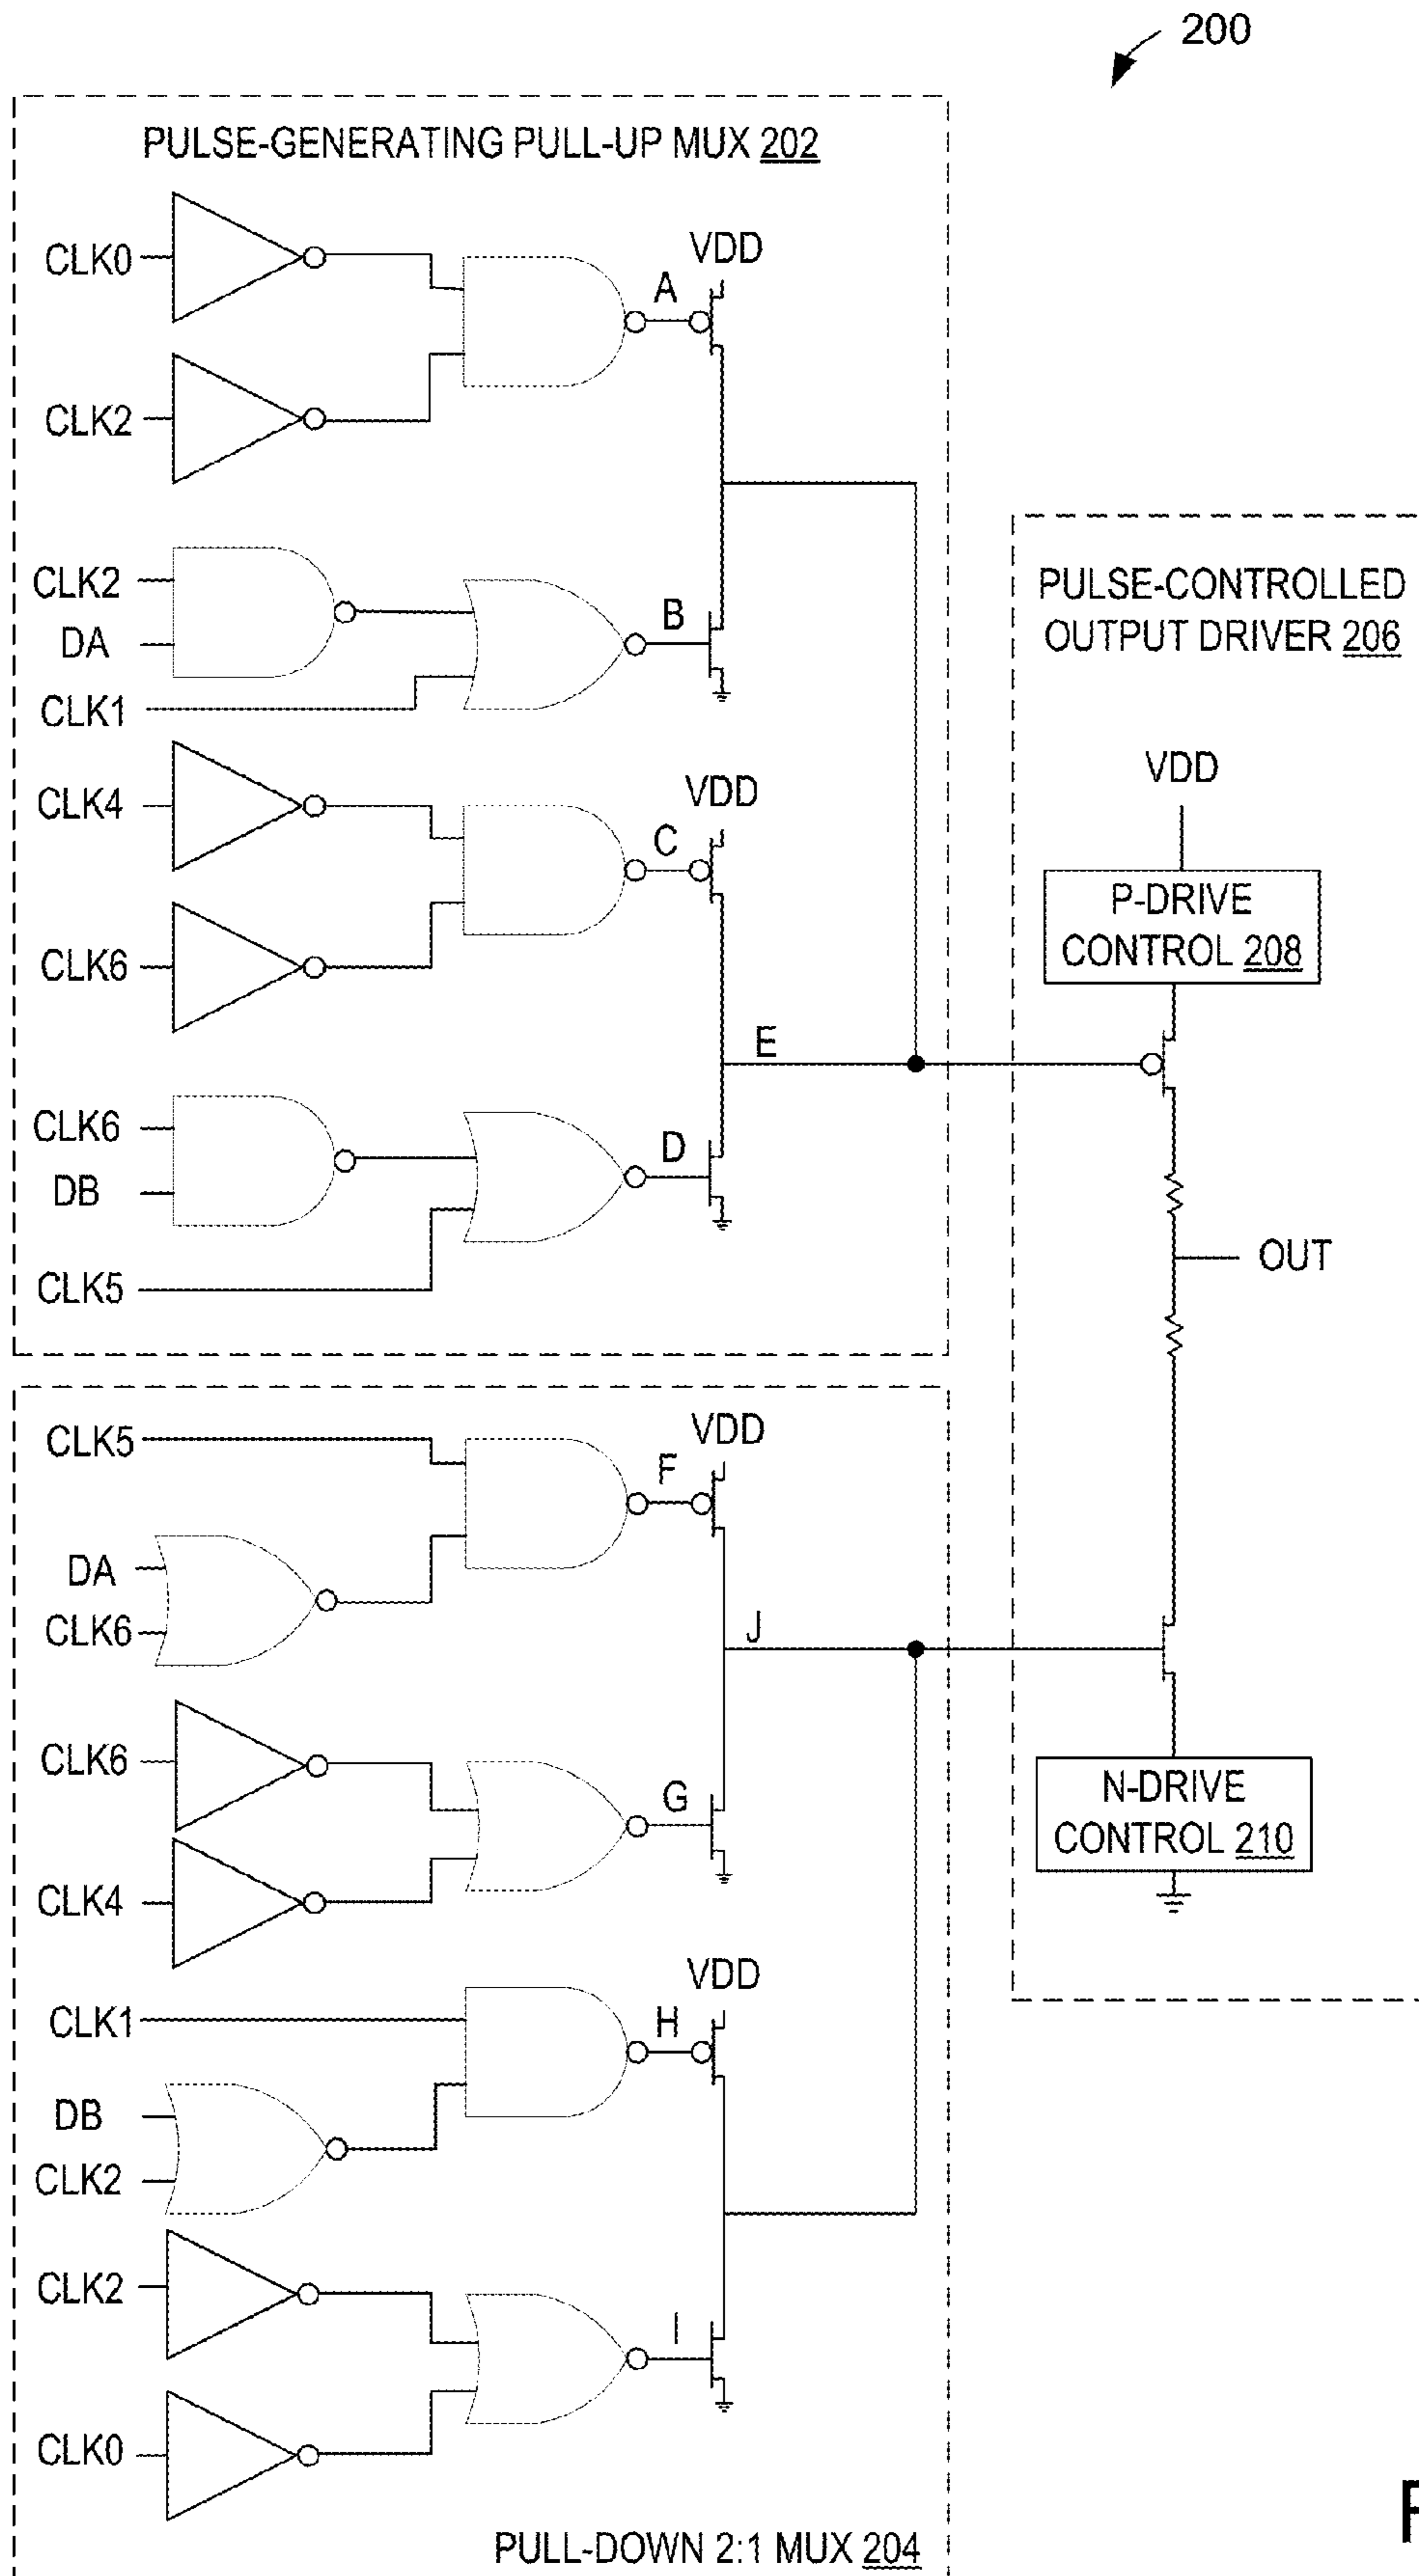 200
PULSE-GENERATING PULL-UP MUX 202
CLK0
VDD
A
CLK2
CLK2
DA
B
CLK1
PULSE-CONTROLLED
OUTPUT DRIVER 206
CLK4
VDD
C
VDD
P-DRIVE
CONTROL 208
CLK6
E
CLK6
DB
D
OUT
CLK5
CLK5
VDD
F
DA
CLK6
J
CLK6
G
N-DRIVE
CONTROL 210
CLK4
VDD
CLK1
H
DB
CLK2
CLK2
I
CLK0
PULL-DOWN 2:1 MUX 204